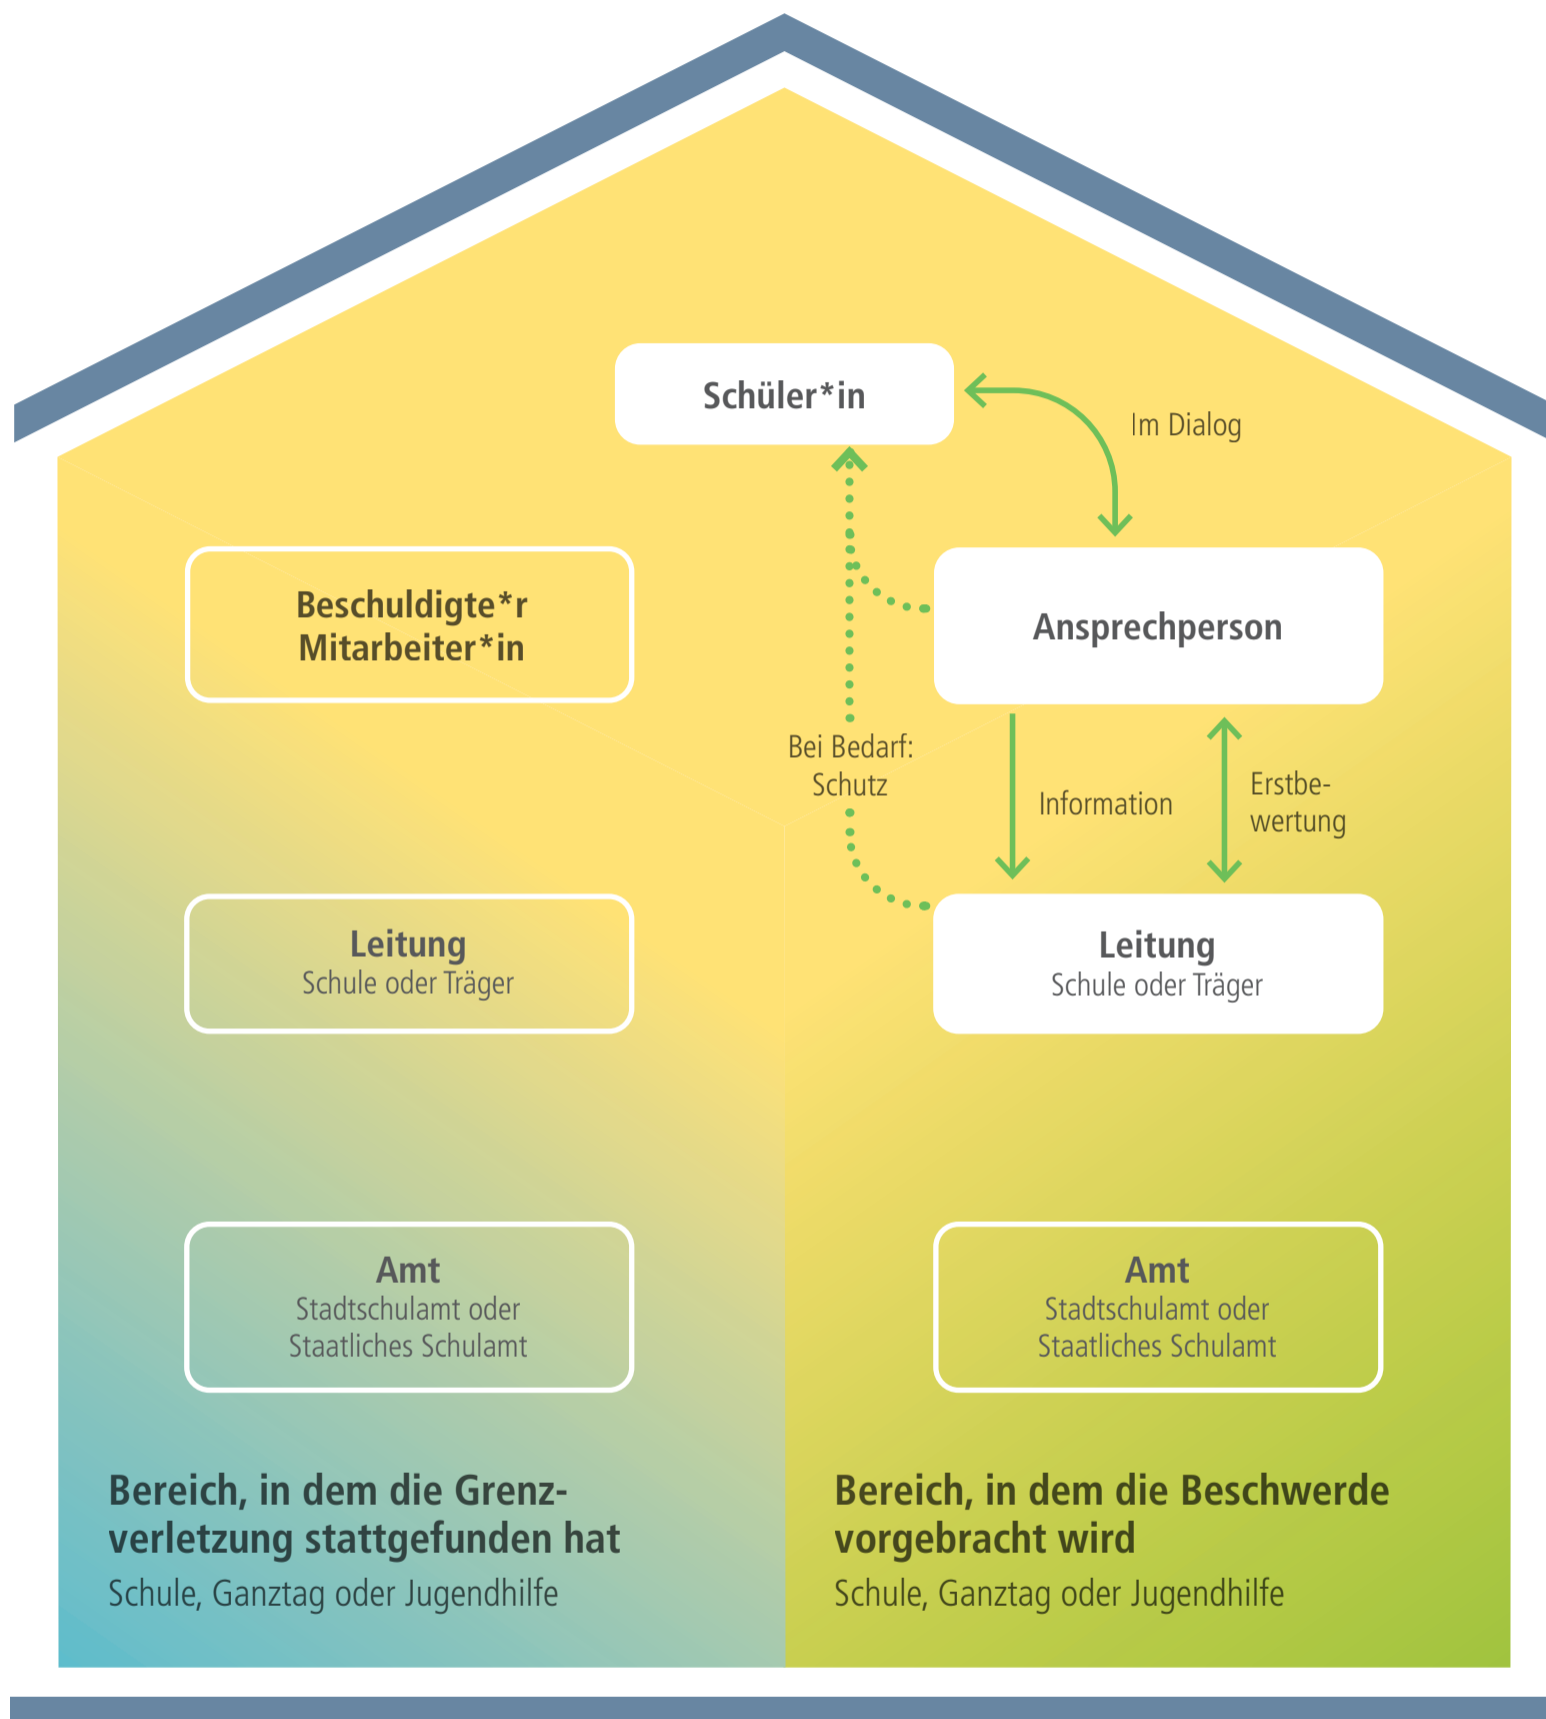 Schüler*in
Im Dialog
Beschuldigte*r
Mitarbeiter*in
Ansprechperson
Bei Bedarf:
Schutz
Information
Erstbe-
wertung
Leitung
Schule oder Träger
Leitung
Schule oder Träger
Amt
Stadtschulamt oder
Staatliches Schulamt
Amt
Stadtschulamt oder
Staatliches Schulamt
Bereich, in dem die Grenz-
verletzung stattgefunden hat
Schule, Ganztag oder Jugendhilfe
Bereich, in dem die Beschwerde
vorgebracht wird
Schule, Ganztag oder Jugendhilfe